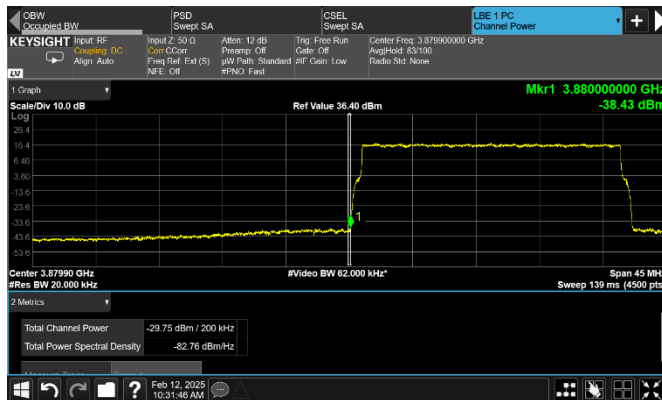 OBW
Occupied BW
PSD
Swept SA
CSEL
Swept SA
LBE 1 PC
Channel Power
KEYSIGHT
Input: RF
Coupling: DC
Align: Auto
Input Z: 50 Ω
Corr CCorr
Freq Ref: Ext (S)
NFE: Off
Atten: 12 dB
Preamp: Off
µW Path: Standard
#PNO: Fast
Trig: Free Run
Gate: Off
#IF Gain: Low
Center Freq: 3.879900000 GHz
Avg|Hold: 83/100
Radio Std: None
LXI
1 Graph
Mkr1 3.880000000 GHz
Scale/Div 10.0 dB
Ref Value 36.40 dBm
-38.43 dBm
Log
26.4
16.4
6.40
-3.60
-13.6
-23.6
-33.6
-43.6
-53.6
1
Center 3.87990 GHz
#Video BW 62.000 kHz*
Span 45 MHz
#Res BW 20.000 kHz
Sweep 139 ms (4500 pts)
2 Metrics
Total Channel Power -29.75 dBm / 200 kHz
Total Power Spectral Density -82.76 dBm/Hz
Feb 12, 2025
10:31:46 AM